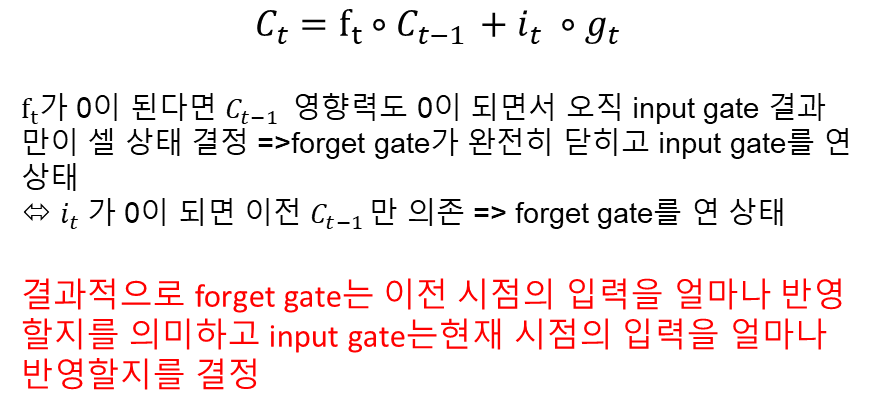 C_t = f_t ∘ C_{t−1} + i_t ∘ g_t
f_t가 0이 된다면 C_{t−1} 영향력도 0이 되면서 오직 input gate 결과
만이 셀 상태 결정 =>forget gate가 완전히 닫히고 input gate를 연
상태
⇔ i_t 가 0이 되면 이전 C_{t−1} 만 의존 => forget gate를 연 상태
결과적으로 forget gate는 이전 시점의 입력을 얼마나 반영
할지를 의미하고 input gate는현재 시점의 입력을 얼마나
반영할지를 결정